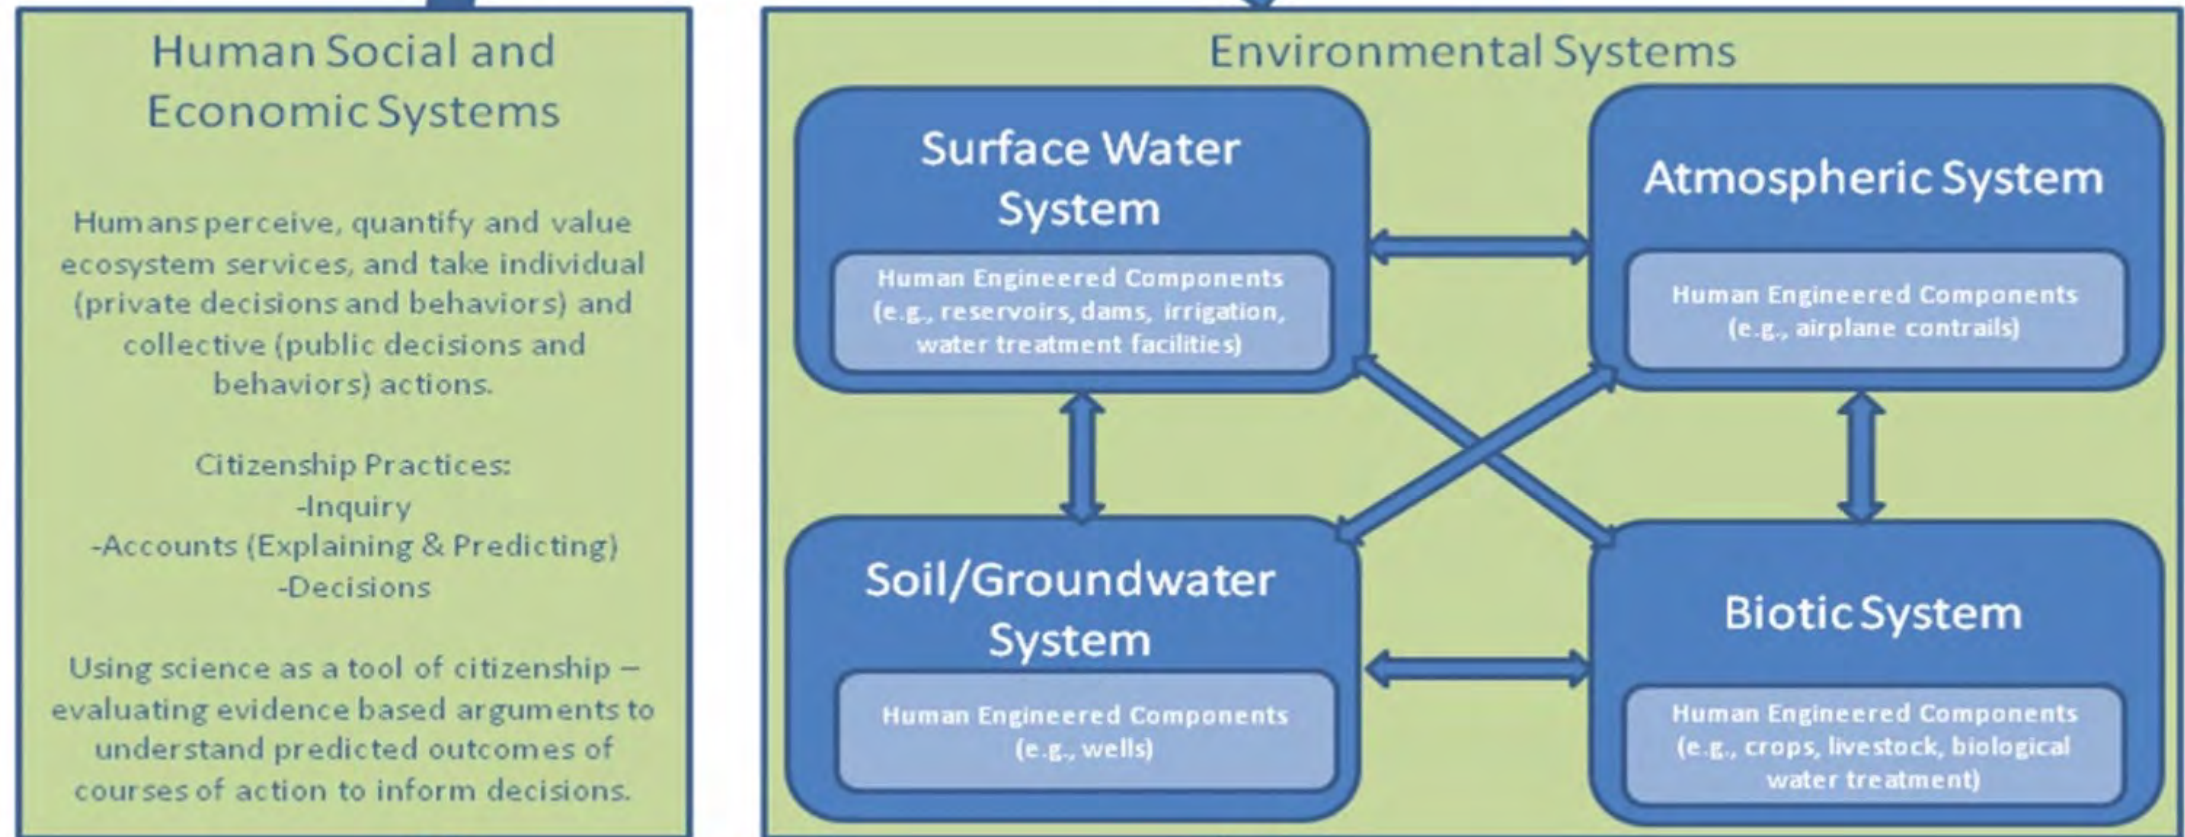 Human Social and
Economic Systems
Humans perceive, quantify and value
ecosystem services, and take individual
(private decisions and behaviors) and
collective (public decisions and
behaviors) actions.
Citizenship Practices:
-Inquiry
-Accounts (Explaining & Predicting)
-Decisions
Using science as a tool of citizenship –
evaluating evidence based arguments to
understand predicted outcomes of
courses of action to inform decisions.
Environmental Systems
Surface Water
System
Human Engineered Components
(e.g., reservoirs, dams, irrigation,
water treatment facilities)
Atmospheric System
Human Engineered Components
(e.g., airplane contrails)
Soil/Groundwater
System
Human Engineered Components
(e.g., wells)
Biotic System
Human Engineered Components
(e.g., crops, livestock, biological
water treatment)